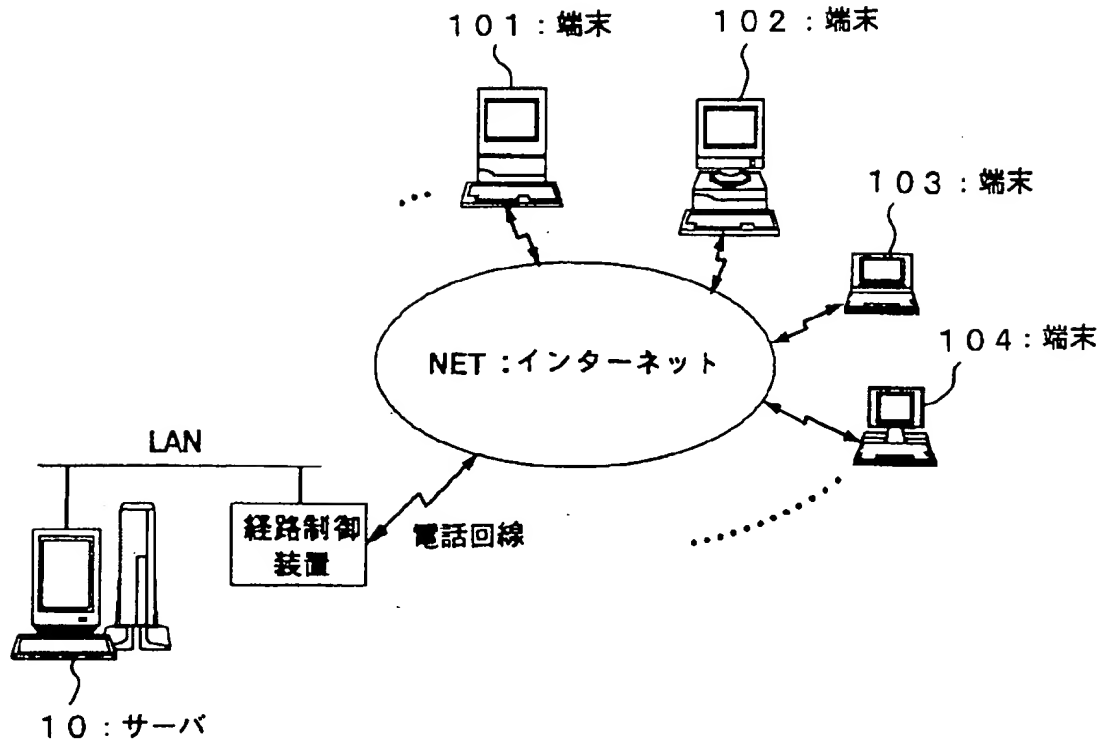 １０１：端末
１０２：端末
１０３：端末
１０４：端末
NET：インターネット
LAN
経路制御
装置
電話回線
１０：サーバ